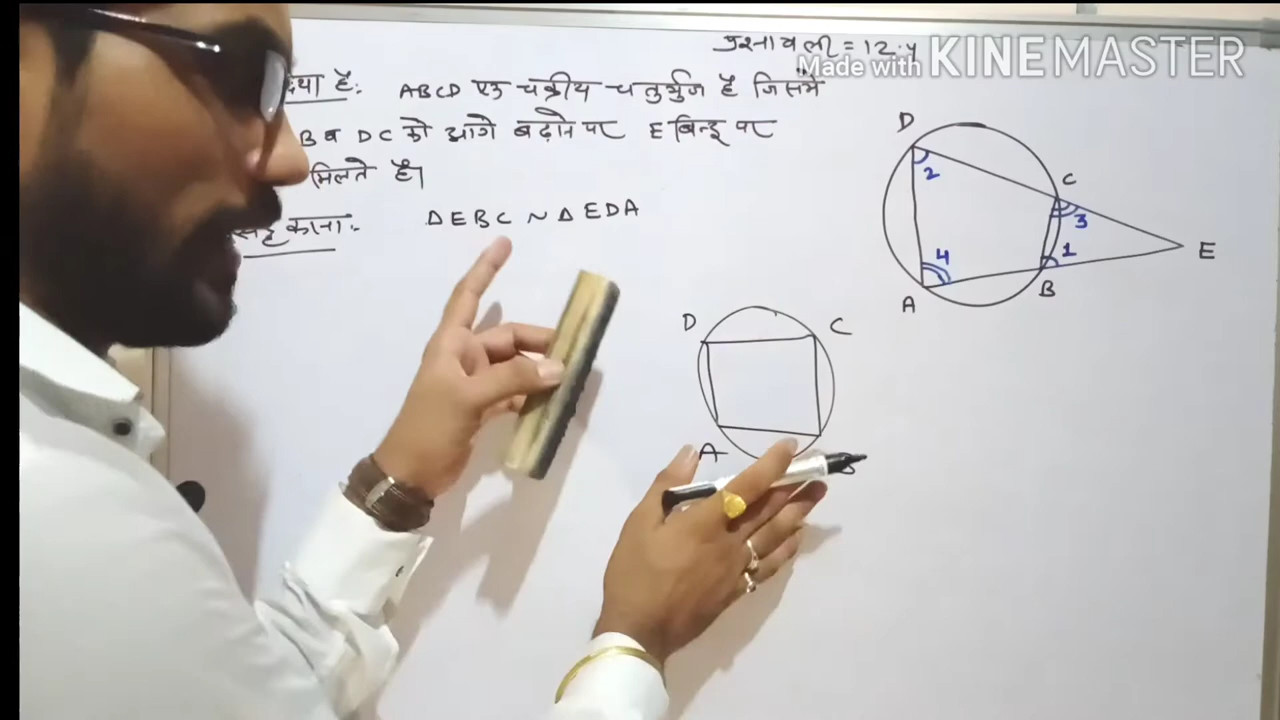 प्रश्नावली = 12.4
Made with KINEMASTER
दिया है:- ABCD एक चक्रीय चतुर्भुज है जिसमें
B व DC को आगे बढ़ाने पर E बिन्दु पर
मिलते है।
ΔEBC ~ ΔEDA
D
C
2
3
E
4
1
B
A
D
C
A